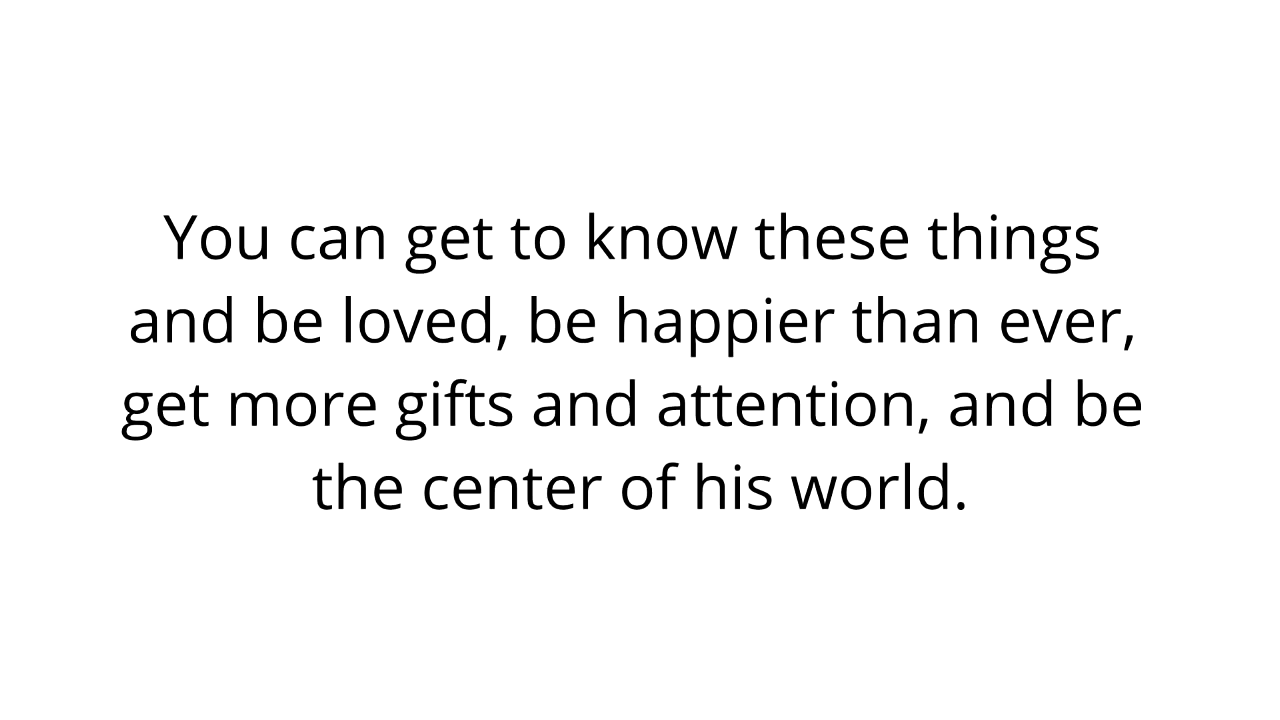 You can get to know these things
and be loved, be happier than ever,
get more gifts and attention, and be
the center of his world.